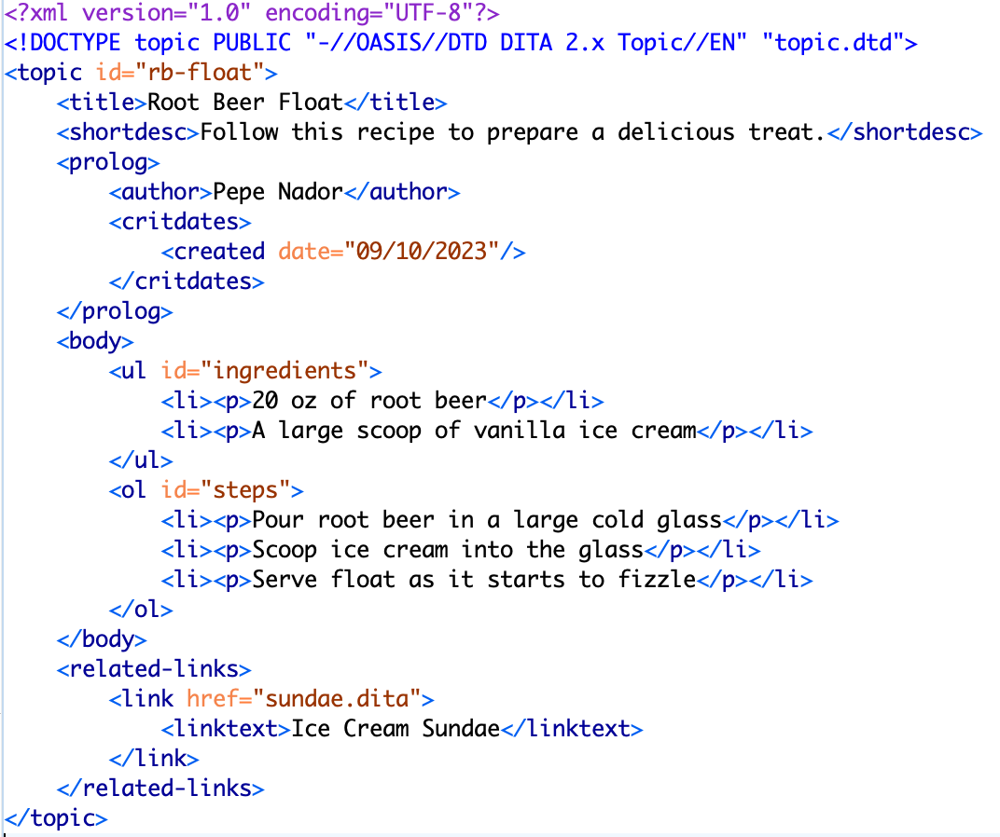 <?xml version="1.0" encoding="UTF-8"?>
<!DOCTYPE topic PUBLIC "-//OASIS//DTD DITA 2.x Topic//EN" "topic.dtd">
<topic id="rb-float">
    <title>Root Beer Float</title>
    <shortdesc>Follow this recipe to prepare a delicious treat.</shortdesc>
    <prolog>
        <author>Pepe Nador</author>
        <critdates>
            <created date="09/10/2023"/>
        </critdates>
    </prolog>
    <body>
        <ul id="ingredients">
            <li><p>20 oz of root beer</p></li>
            <li><p>A large scoop of vanilla ice cream</p></li>
        </ul>
        <ol id="steps">
            <li><p>Pour root beer in a large cold glass</p></li>
            <li><p>Scoop ice cream into the glass</p></li>
            <li><p>Serve float as it starts to fizzle</p></li>
        </ol>
    </body>
    <related-links>
        <link href="sundae.dita">
            <linktext>Ice Cream Sundae</linktext>
        </link>
    </related-links>
</topic>